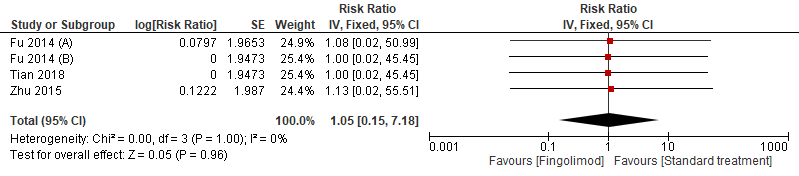 Risk Ratio Risk Ratio
Study or Subgroup log[Risk Ratio] SE Weight IV, Fixed, 95% CI IV, Fixed, 95% CI
Fu 2014 (A) 0.0797 1.9653 24.9% 1.08 [0.02, 50.99]
Fu 2014 (B) 0 1.9473 25.4% 1.00 [0.02, 45.45]
Tian 2018 0 1.9473 25.4% 1.00 [0.02, 45.45]
Zhu 2015 0.1222 1.987 24.4% 1.13 [0.02, 55.51]
Total (95% CI) 100.0% 1.05 [0.15, 7.18]
Heterogeneity: Chi² = 0.00, df = 3 (P = 1.00); I² = 0%
Test for overall effect: Z = 0.05 (P = 0.96)
0.001 0.1 1 10 1000
Favours [Fingolimod] Favours [Standard treatment]